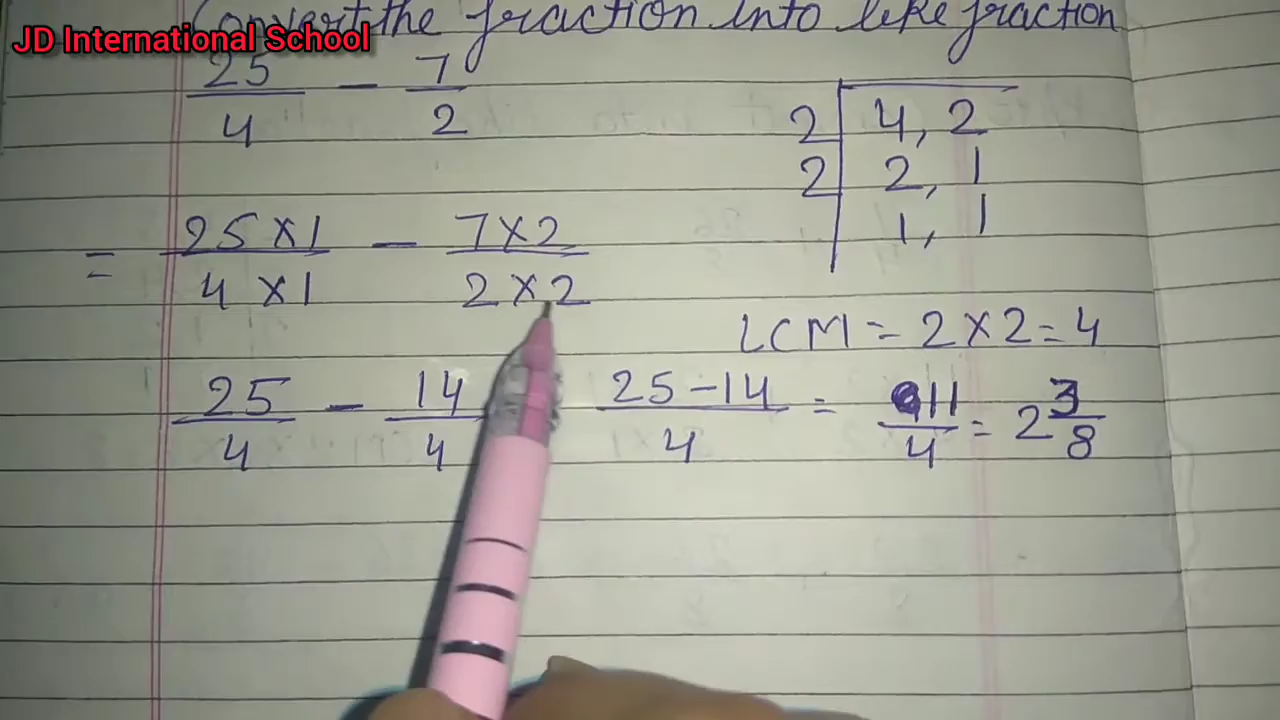 Convert the fraction into like fraction
JD International School
25/4 - 7/2
2 | 4, 2
2 | 2, 1
1, 1
= 25×1/4×1 - 7×2/2×2
LCM = 2×2=4
25/4 - 14/4 25-14/4 = 11/4 = 2 3/8